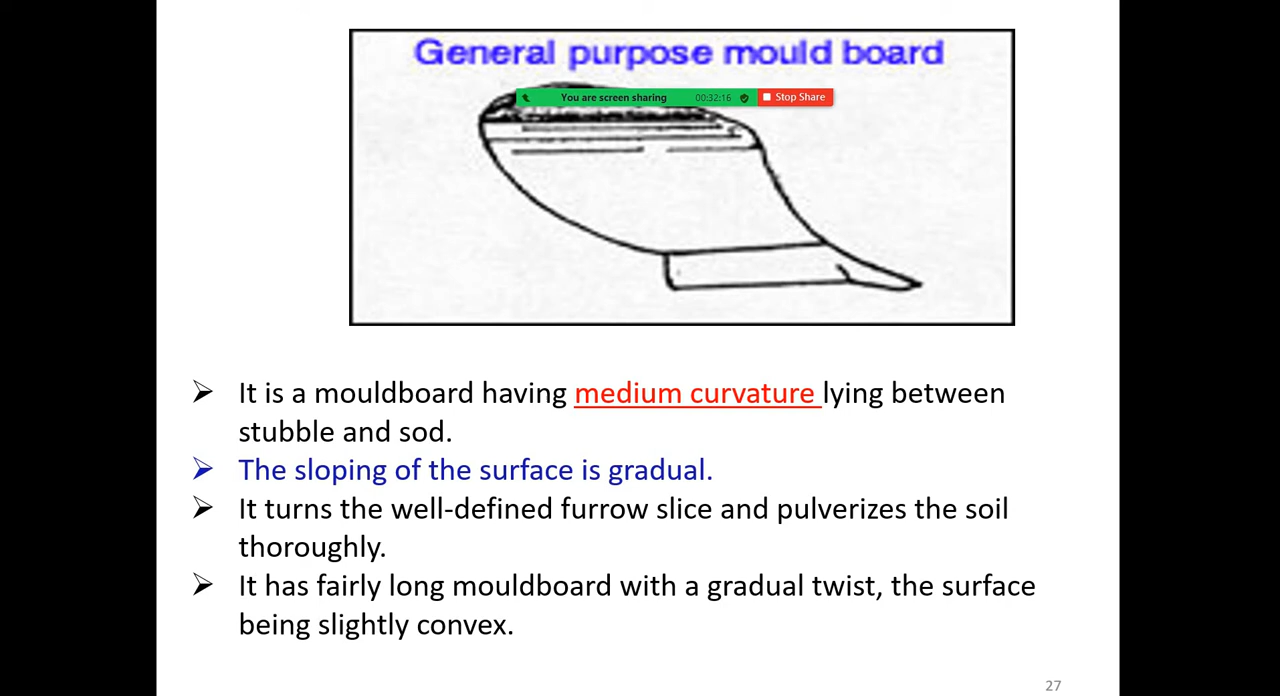 General purpose mould board
You are screen sharing 00:32:16 Stop Share
➢ It is a mouldboard having medium curvature lying between
stubble and sod.
➢ The sloping of the surface is gradual.
➢ It turns the well-defined furrow slice and pulverizes the soil
thoroughly.
➢ It has fairly long mouldboard with a gradual twist, the surface
being slightly convex.
27